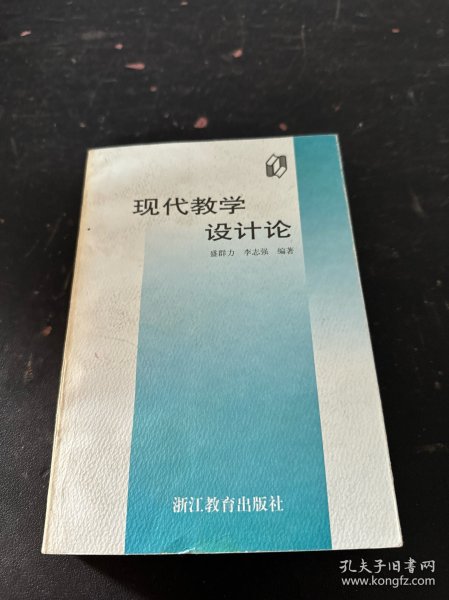 现代教学
设计论
盛群力 李志强 编著
浙江教育出版社
孔夫子旧书网
www.kongfz.com